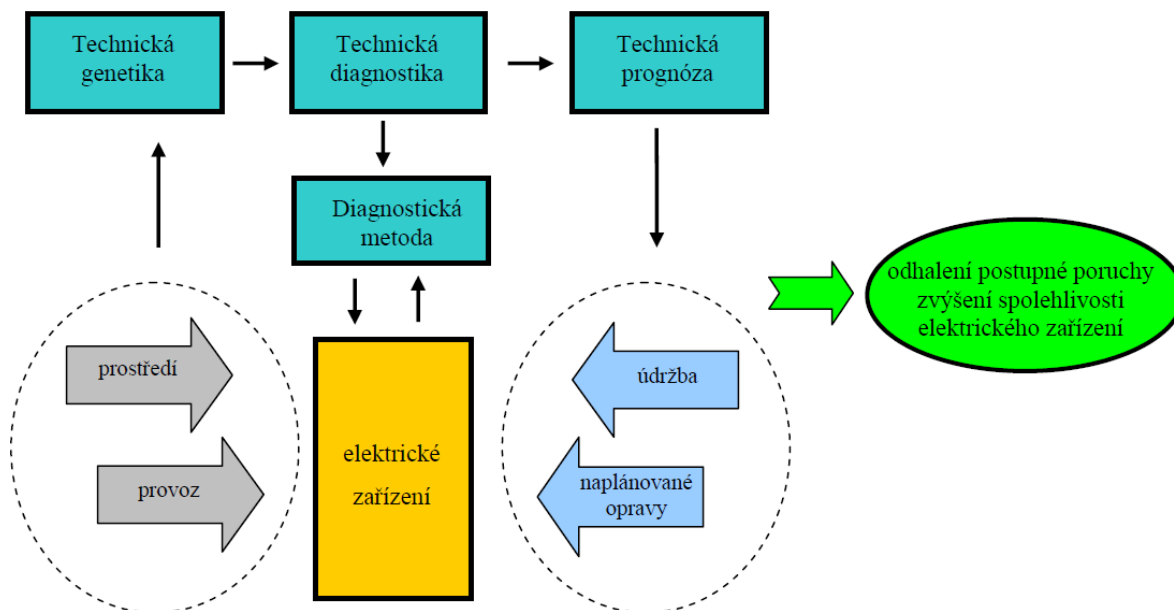 Technická
genetika
Technická
diagnostika
Technická
prognóza
Diagnostická
metoda
odhalení postupné poruchy
zvýšení spolehlivosti
elektrického zařízení
prostředí
údržba
elektrické
zařízení
provoz
naplánované
opravy